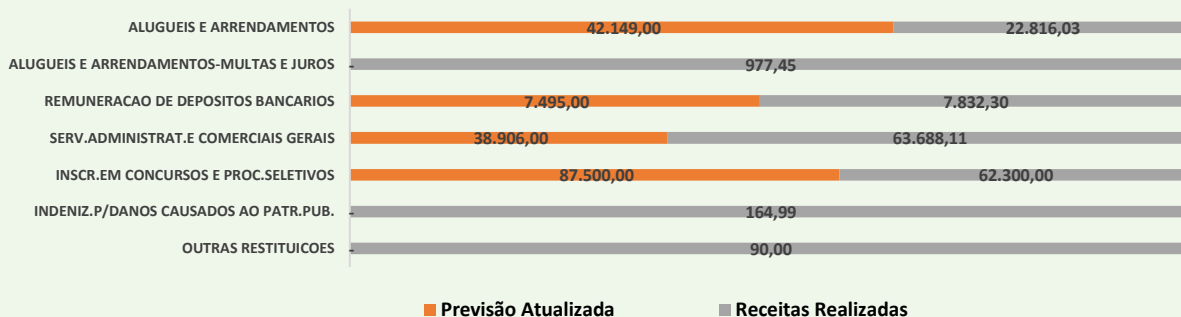 ALUGUEIS E ARRENDAMENTOS 42.149,00 22.816,03
ALUGUEIS E ARRENDAMENTOS-MULTAS E JUROS - 977,45
REMUNERACAO DE DEPOSITOS BANCARIOS 7.495,00 7.832,30
SERV.ADMINISTRAT.E COMERCIAIS GERAIS 38.906,00 63.688,11
INSCR.EM CONCURSOS E PROC.SELETIVOS 87.500,00 62.300,00
INDENIZ.P/DANOS CAUSADOS AO PATR.PUB. - 164,99
OUTRAS RESTITUICOES - 90,00
Previsão Atualizada Receitas Realizadas